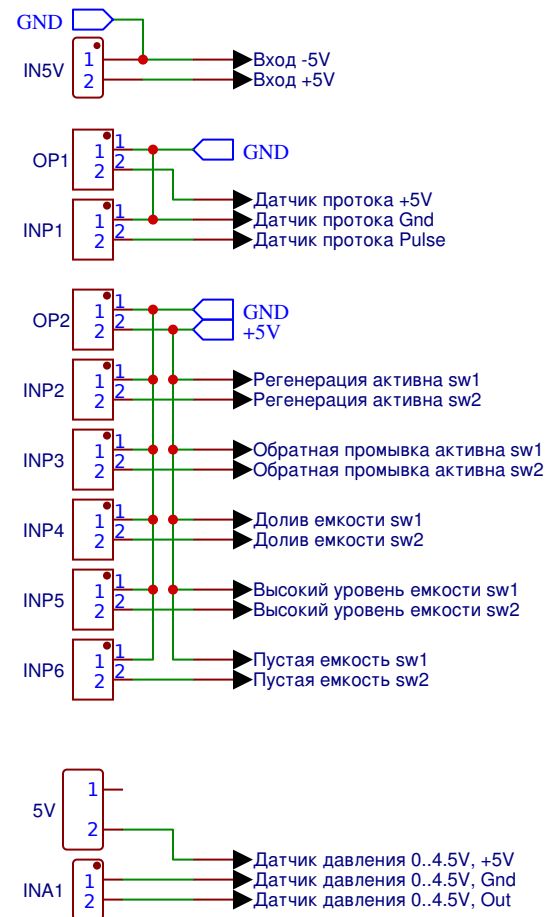 GND
IN5V
1
2
Вход -5V
Вход +5V
OP1
1 1
2 2
GND
Датчик протока +5V
INP1
1 1
2 2
Датчик протока Gnd
Датчик протока Pulse
OP2
1 1
2 2
GND
+5V
INP2
1 1
2 2
Регенерация активна sw1
Регенерация активна sw2
INP3
1 1
2 2
Обратная промывка активна sw1
Обратная промывка активна sw2
INP4
1 1
2 2
Долив емкости sw1
Долив емкости sw2
INP5
1 1
2 2
Высокий уровень емкости sw1
Высокий уровень емкости sw2
INP6
1 1
2 2
Пустая емкость sw1
Пустая емкость sw2
5V
1
2
Датчик давления 0..4.5V, +5V
INA1
1
2
Датчик давления 0..4.5V, Gnd
Датчик давления 0..4.5V, Out